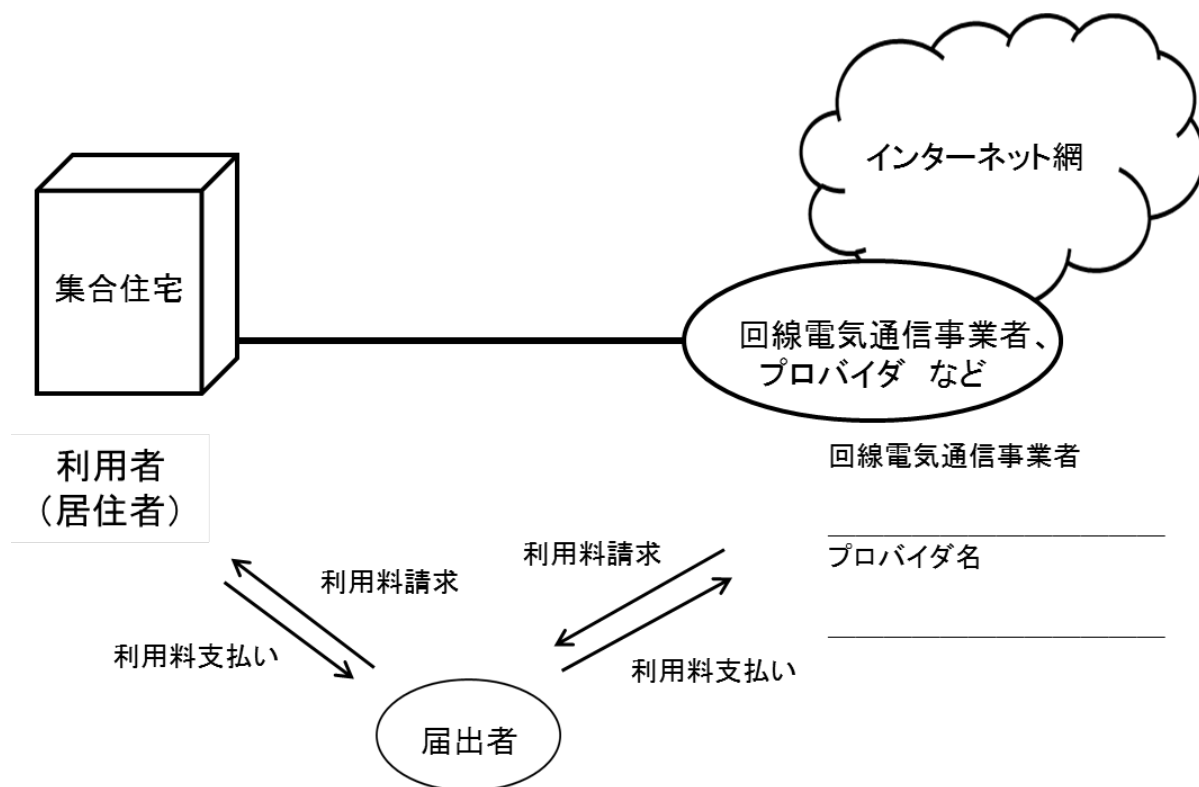 インターネット網
集合住宅
回線電気通信事業者、
プロバイダ　など
利用者
（居住者）
回線電気通信事業者
プロバイダ名
利用料請求
利用料請求
利用料支払い
利用料支払い
届出者